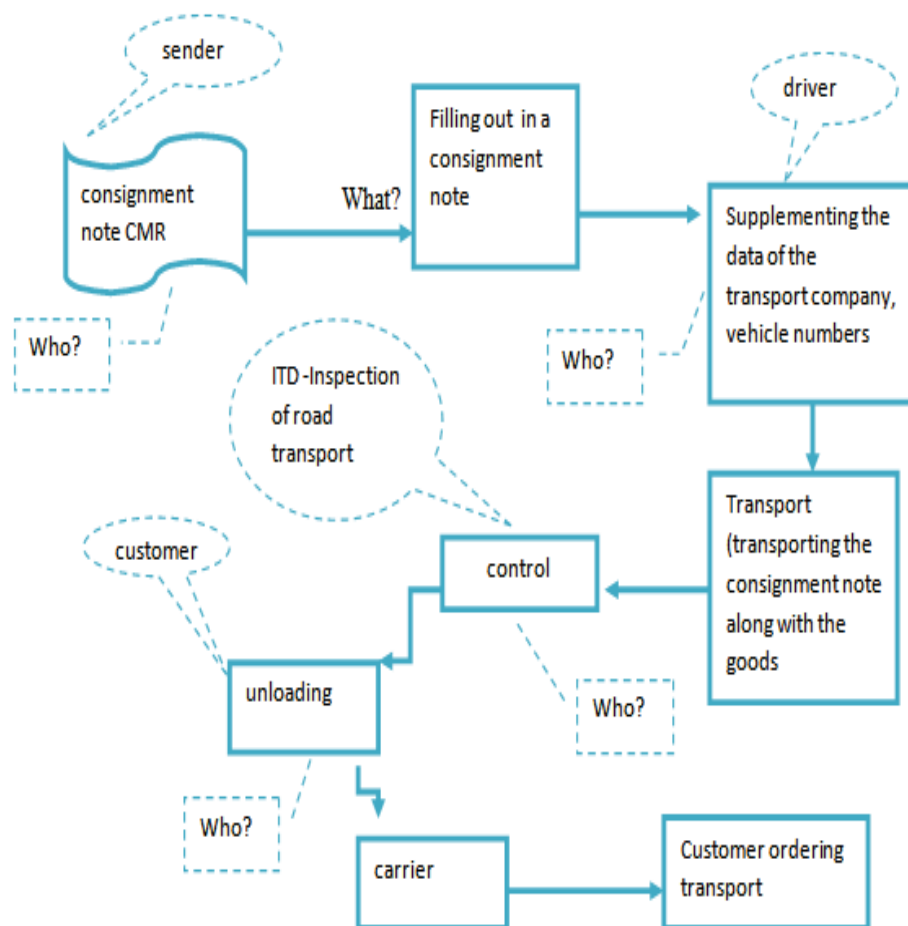 sender
consignment
note CMR
Who?
What?
Filling out in a
consignment
note
driver
Supplementing the
data of the
transport company,
vehicle numbers
Who?
Transport
(transporting the
consignment note
along with the
goods
ITD -Inspection
of road
transport
control
Who?
customer
unloading
Who?
carrier
Customer ordering
transport